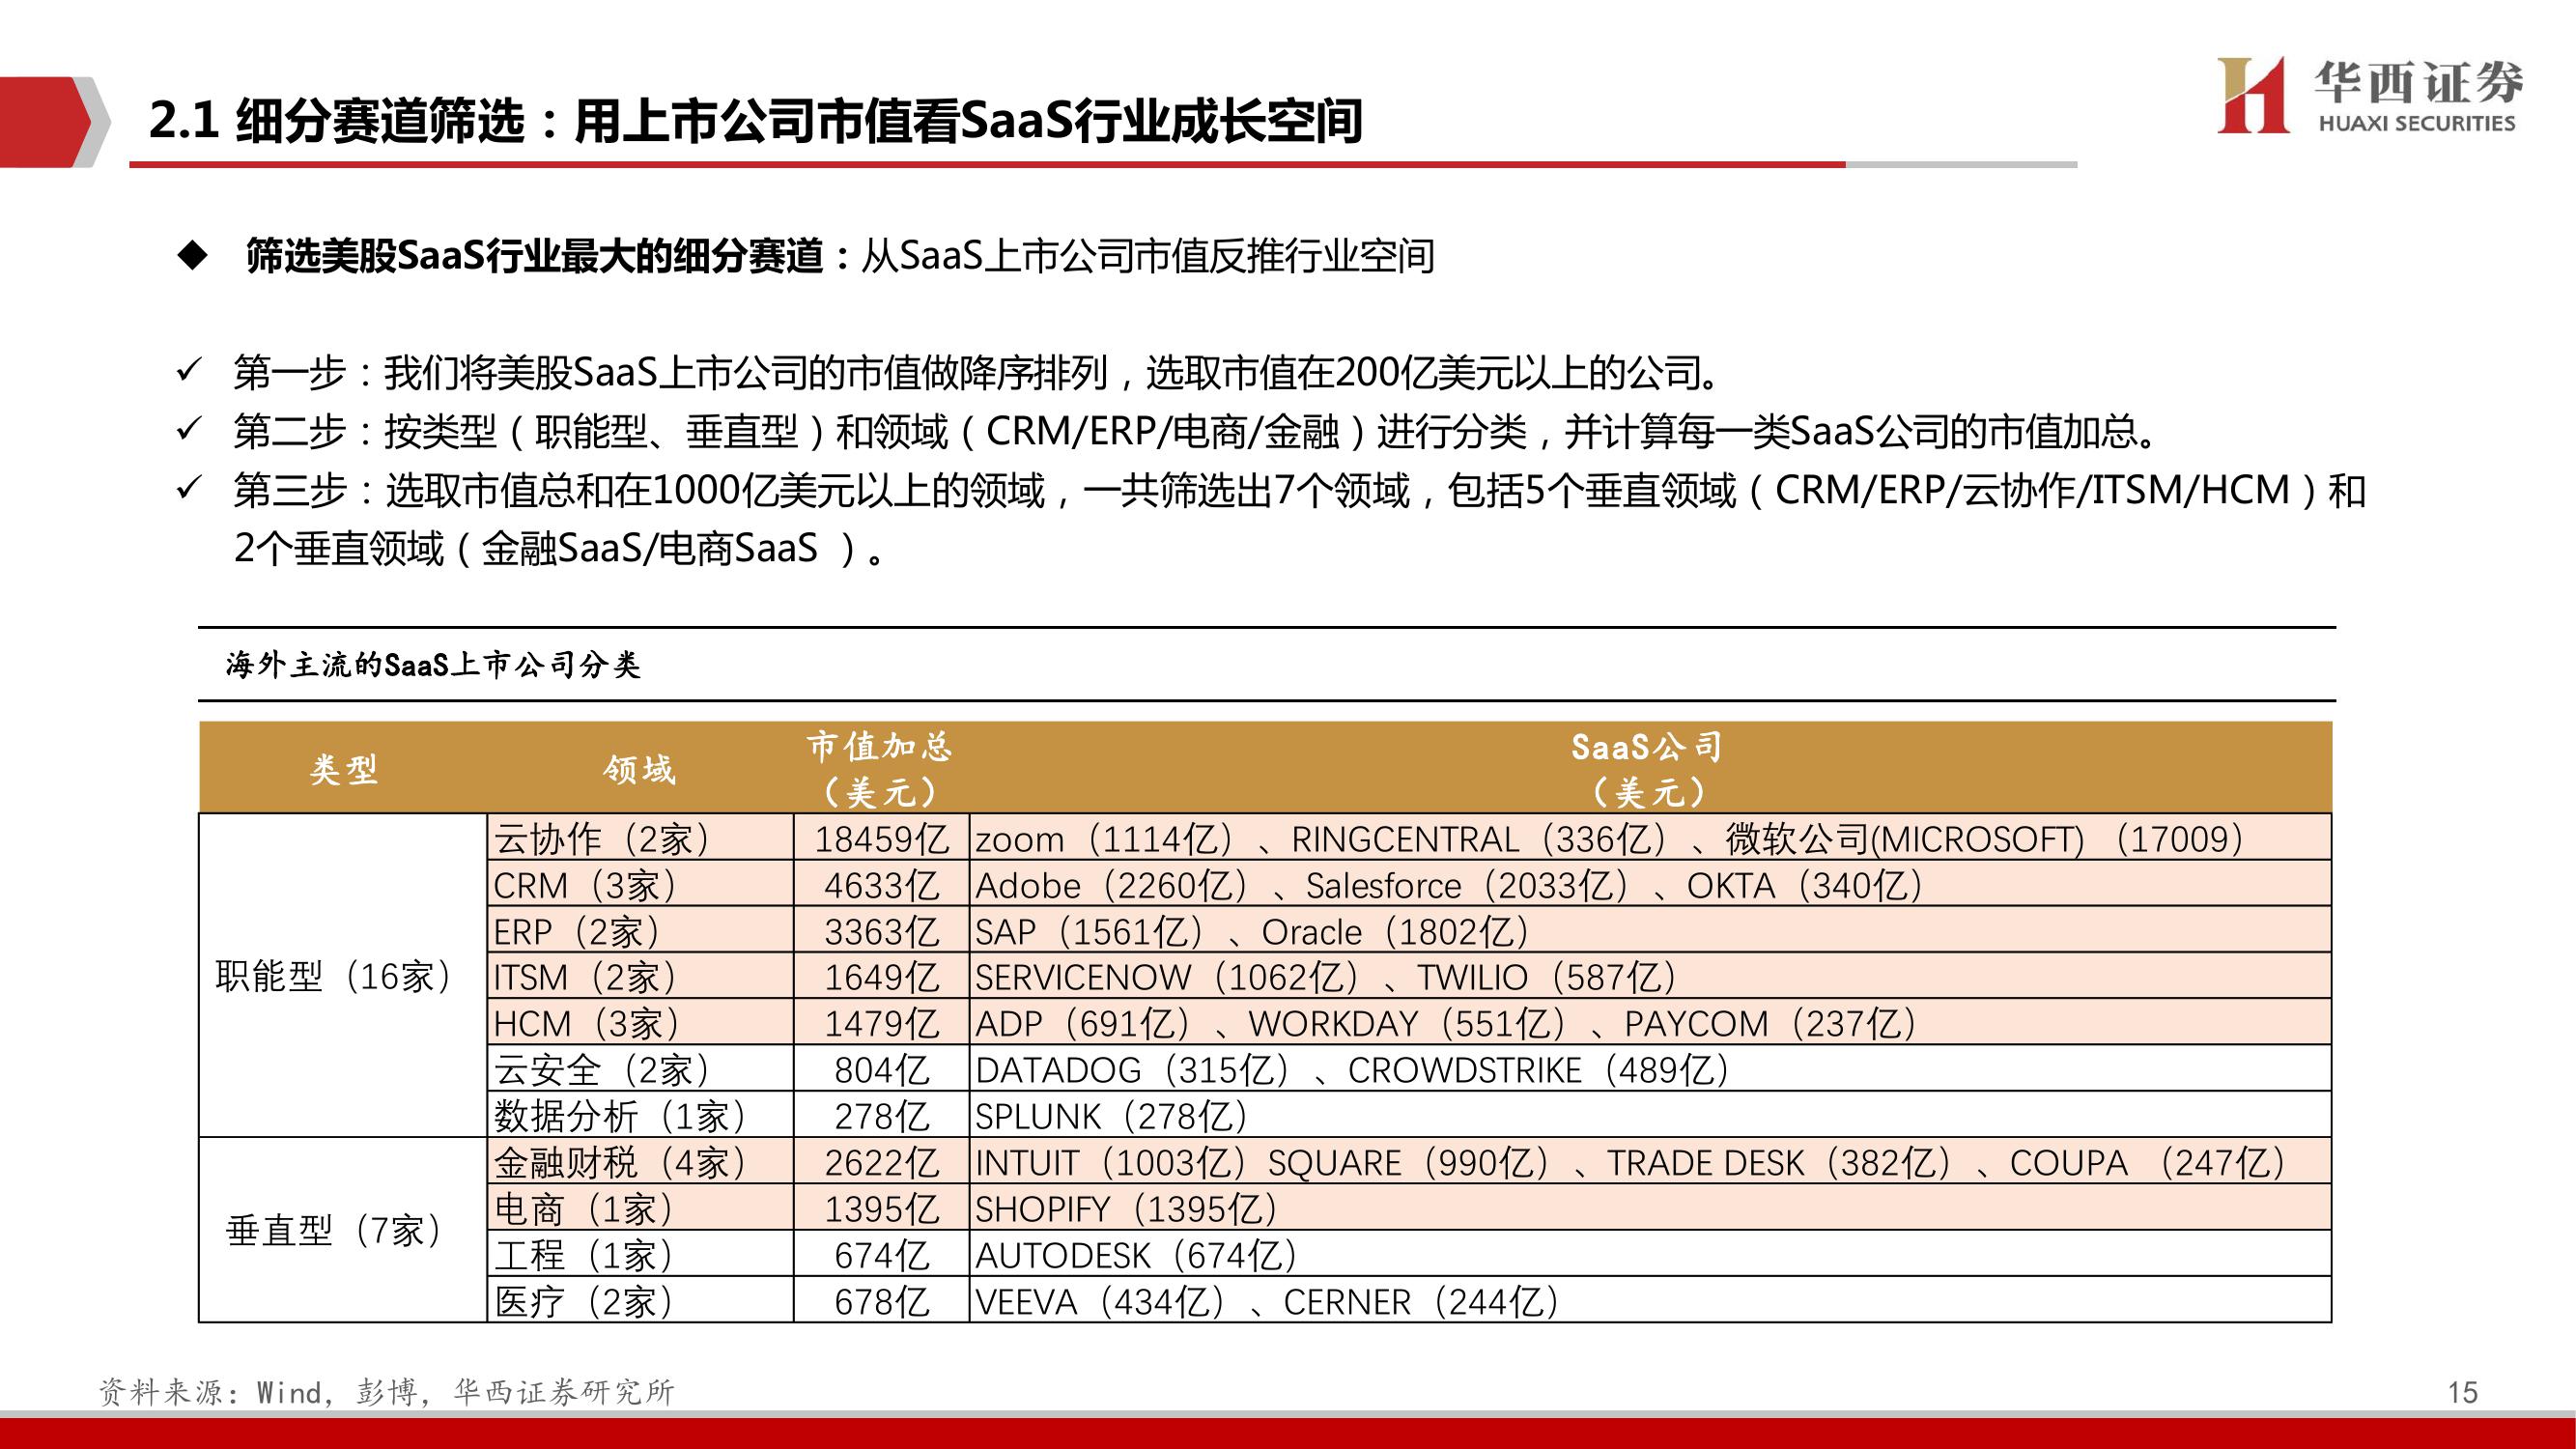 2.1 细分赛道筛选：用上市公司市值看SaaS行业成长空间
华西证券
HUAXI SECURITIES
◆ 筛选美股SaaS行业最大的细分赛道：从SaaS上市公司市值反推行业空间
✓ 第一步：我们将美股SaaS上市公司的市值做降序排列，选取市值在200亿美元以上的公司。
✓ 第二步：按类型（职能型、垂直型）和领域（CRM/ERP/电商/金融）进行分类，并计算每一类SaaS公司的市值加总。
✓ 第三步：选取市值总和在1000亿美元以上的领域，一共筛选出7个领域，包括5个垂直领域（CRM/ERP/云协作/ITSM/HCM）和
2个垂直领域（金融SaaS/电商SaaS ）。
海外主流的SaaS上市公司分类
类型 领域 市值加总（美元） SaaS公司（美元）
职能型（16家）
云协作（2家） 18459亿 zoom（1114亿）、RINGCENTRAL（336亿）、微软公司(MICROSOFT)（17009）
CRM（3家） 4633亿 Adobe（2260亿）、Salesforce（2033亿）、OKTA（340亿）
ERP（2家） 3363亿 SAP（1561亿）、Oracle（1802亿）
ITSM（2家） 1649亿 SERVICENOW（1062亿）、TWILIO（587亿）
HCM（3家） 1479亿 ADP（691亿）、WORKDAY（551亿）、PAYCOM（237亿）
云安全（2家） 804亿 DATADOG（315亿）、CROWDSTRIKE（489亿）
数据分析（1家） 278亿 SPLUNK（278亿）
垂直型（7家）
金融财税（4家） 2622亿 INTUIT（1003亿）SQUARE（990亿）、TRADE DESK（382亿）、COUPA （247亿）
电商（1家） 1395亿 SHOPIFY（1395亿）
工程（1家） 674亿 AUTODESK（674亿）
医疗（2家） 678亿 VEEVA（434亿）、CERNER（244亿）
资料来源：Wind，彭博，华西证券研究所
15